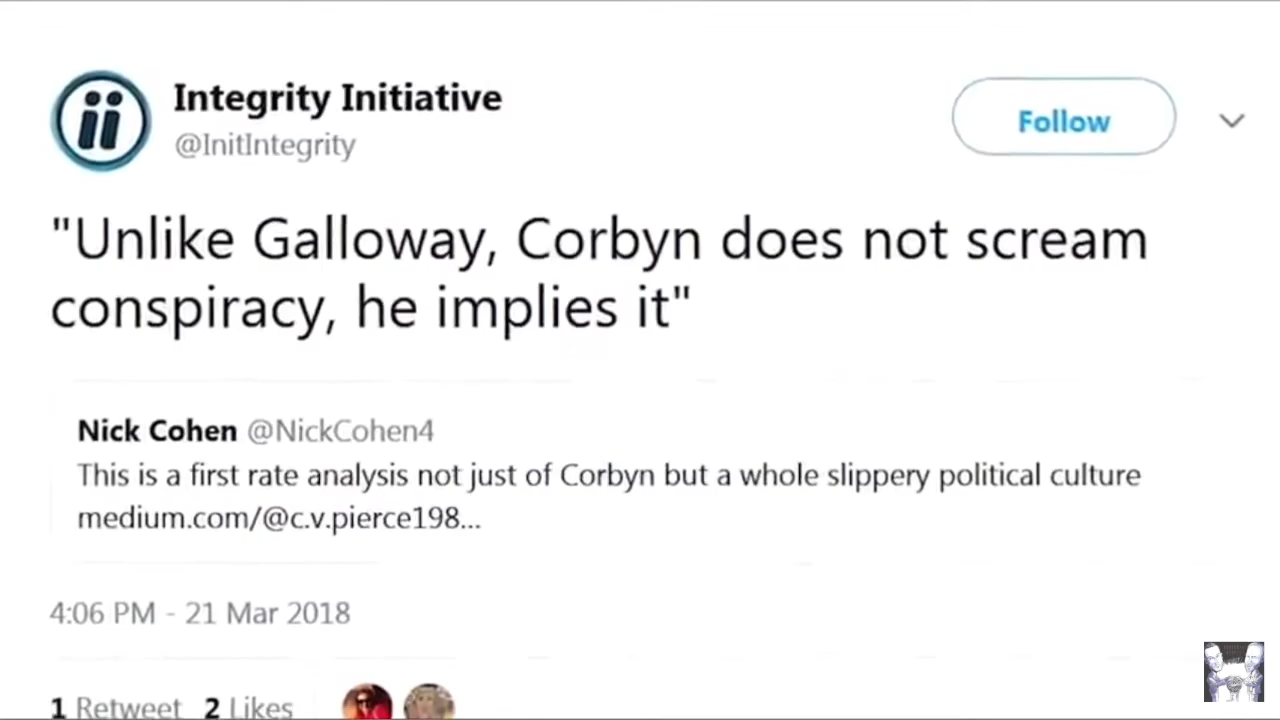 Integrity Initiative
@InitIntegrity
Follow
"Unlike Galloway, Corbyn does not scream
conspiracy, he implies it"
Nick Cohen @NickCohen4
This is a first rate analysis not just of Corbyn but a whole slippery political culture
medium.com/@c.v.pierce198...
4:06 PM - 21 Mar 2018
1 Retweet 2 Likes